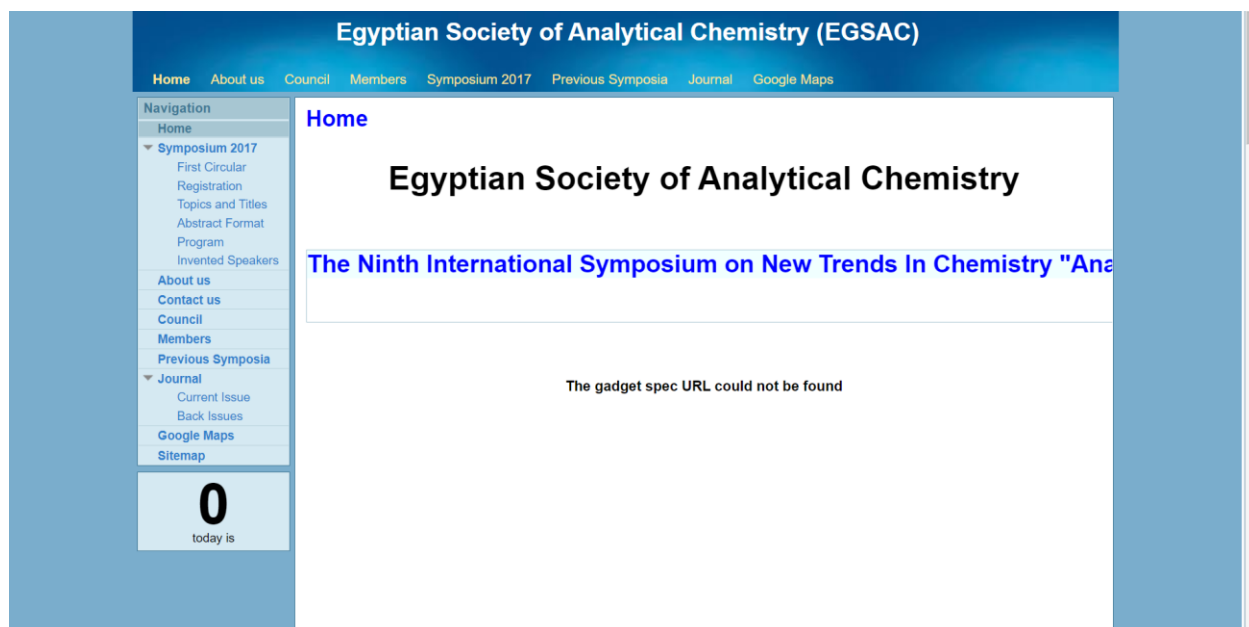 Egyptian Society of Analytical Chemistry (EGSAC)
Home About us Council Members Symposium 2017 Previous Symposia Journal Google Maps
Navigation
Home
Symposium 2017
First Circular
Registration
Topics and Titles
Abstract Format
Program
Invented Speakers
About us
Contact us
Council
Members
Previous Symposia
Journal
Current Issue
Back Issues
Google Maps
Sitemap
0
today is
Home
Egyptian Society of Analytical Chemistry
The Ninth International Symposium on New Trends In Chemistry "Ana
The gadget spec URL could not be found